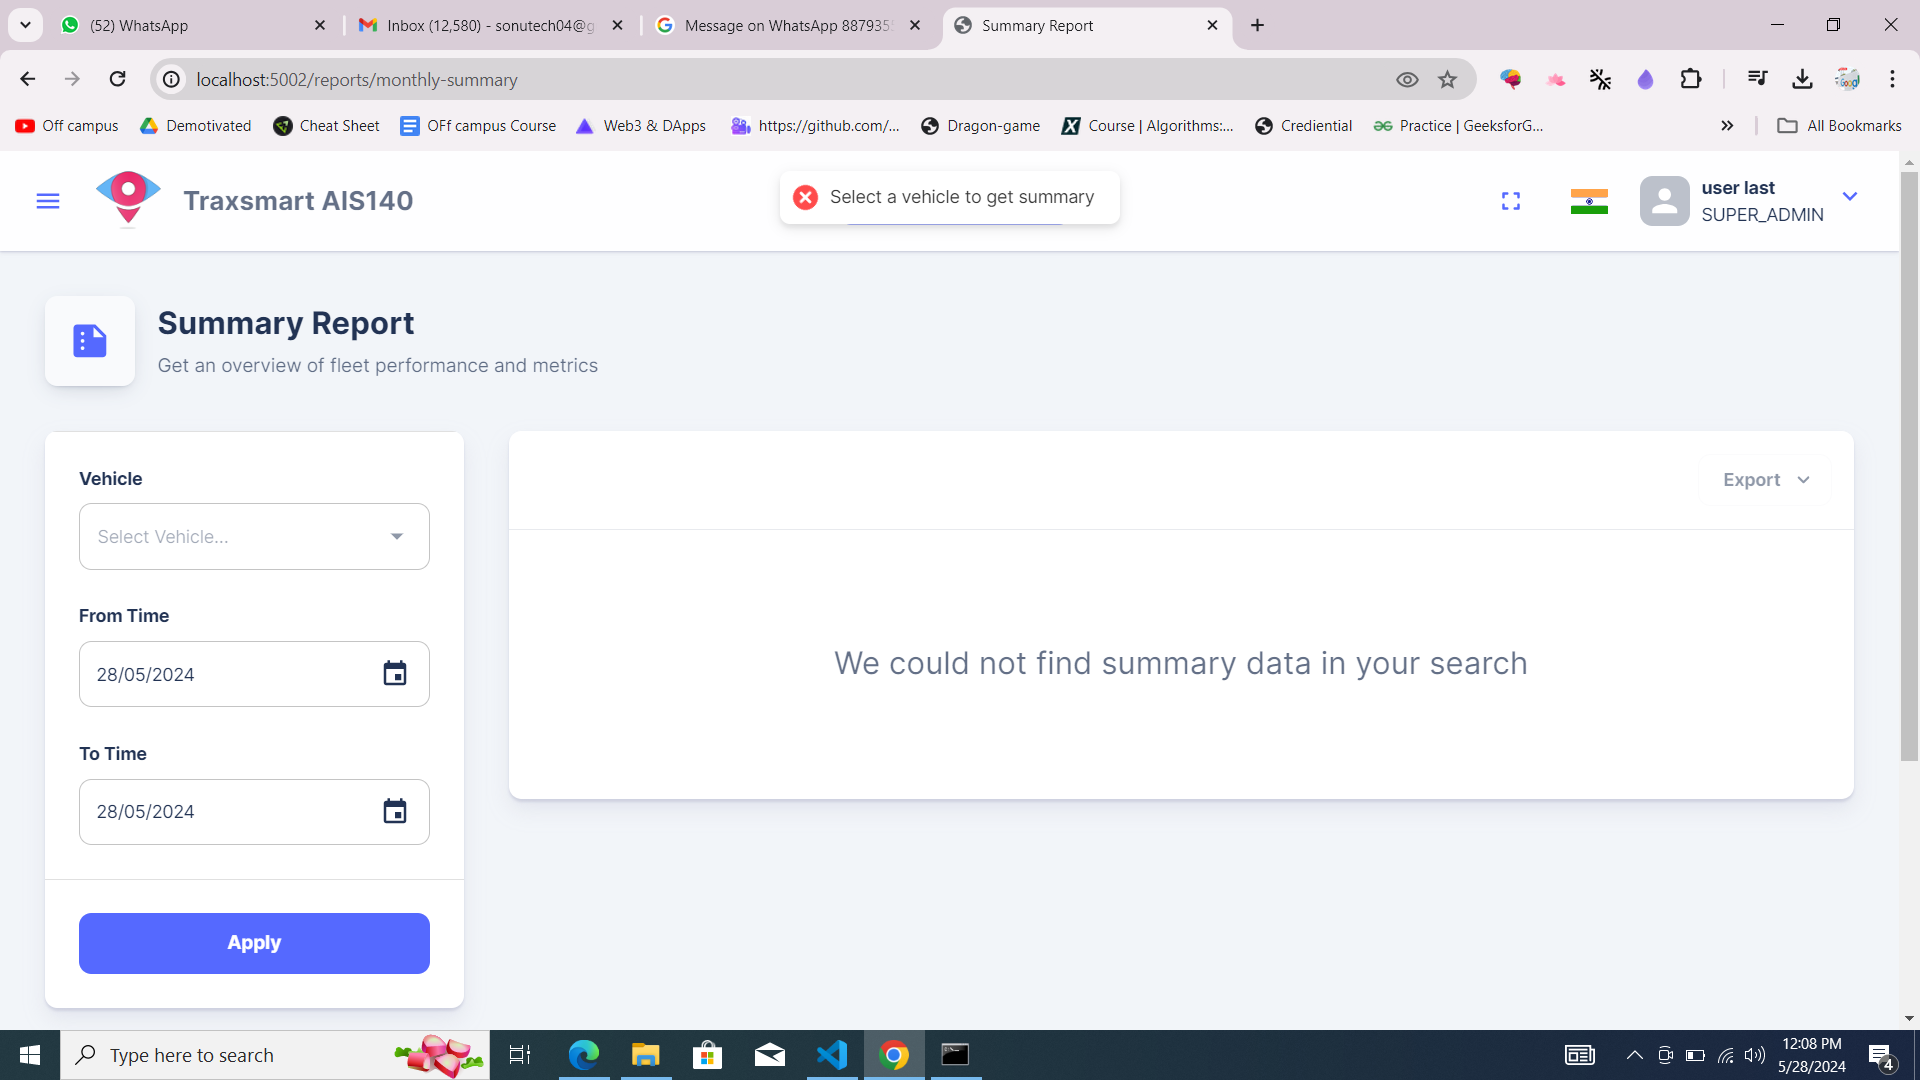 (52) WhatsApp
Inbox (12,580) - sonutech04@g
Message on WhatsApp 887935
Summary Report
localhost:5002/reports/monthly-summary
Off campus
Demotivated
Cheat Sheet
OFf campus Course
Web3 & DApps
https://github.com/...
Dragon-game
Course | Algorithms:...
Crediential
Practice | GeeksforG...
All Bookmarks
Traxsmart AIS140
Select a vehicle to get summary
user last
SUPER_ADMIN
Summary Report
Get an overview of fleet performance and metrics
Vehicle
Select Vehicle...
From Time
28/05/2024
To Time
28/05/2024
Apply
Export
We could not find summary data in your search
Type here to search
12:08 PM
5/28/2024
4